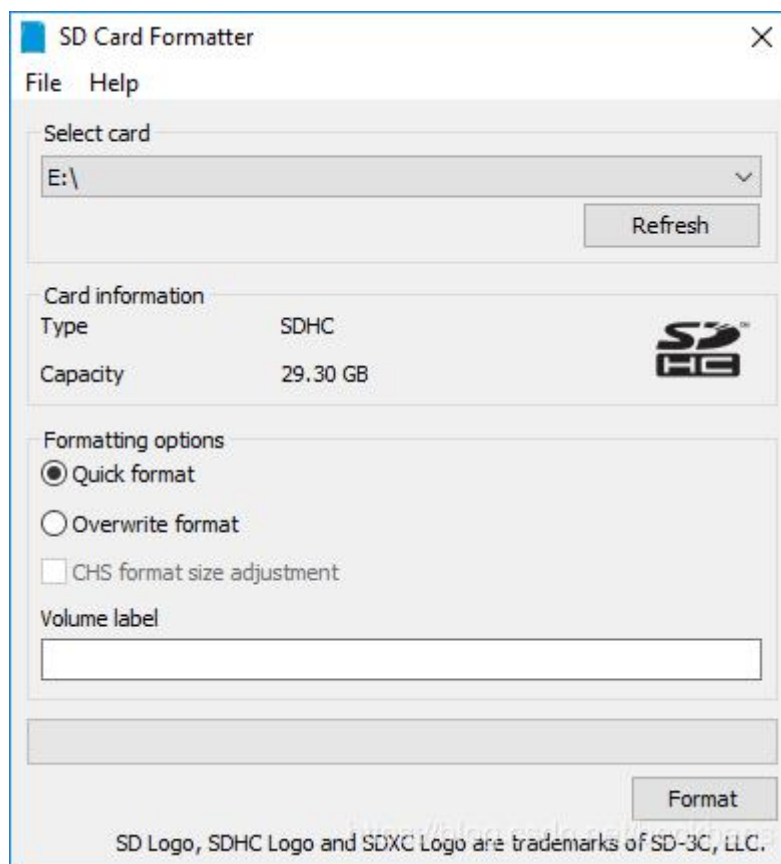 SD Card Formatter
File Help
Select card
E:\
Refresh
Card information
Type SDHC
Capacity 29.30 GB
SD
HC
Formatting options
Quick format
Overwrite format
CHS format size adjustment
Volume label
Format
SD Logo, SDHC Logo and SDXC Logo are trademarks of SD-3C, LLC.